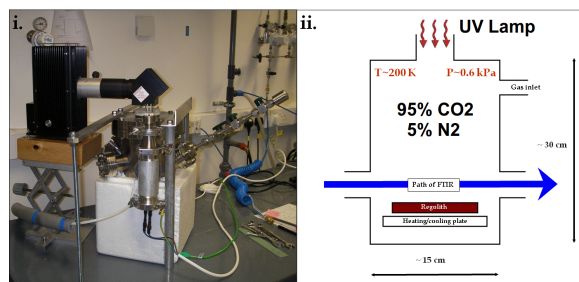 i.
ii.
UV Lamp
T~200 K
P~0.6 kPa
Gas inlet
95% CO2
5% N2
~ 30 cm
Path of FTIR
Regolith
Heating/cooling plate
~ 15 cm